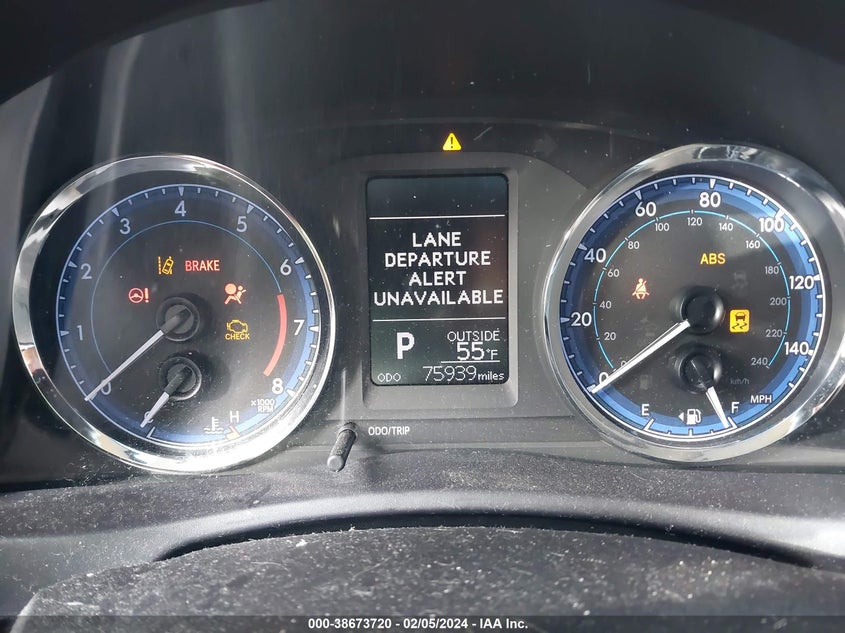 LANE
DEPARTURE
ALERT
UNAVAILABLE
P
OUTSIDE
55°F
ODO 75939 miles
ODO/TRIP
BRAKE
CHECK
0 1 2 3 4 5 6 7 8
x1000
RPM
H
ABS
0 20 40 60 80 100 120 140
MPH
0 20 40 60 80 100 120 140 160 180 200 220 240
km/h
E
F
000-38673720 - 02/05/2024 - IAA Inc.